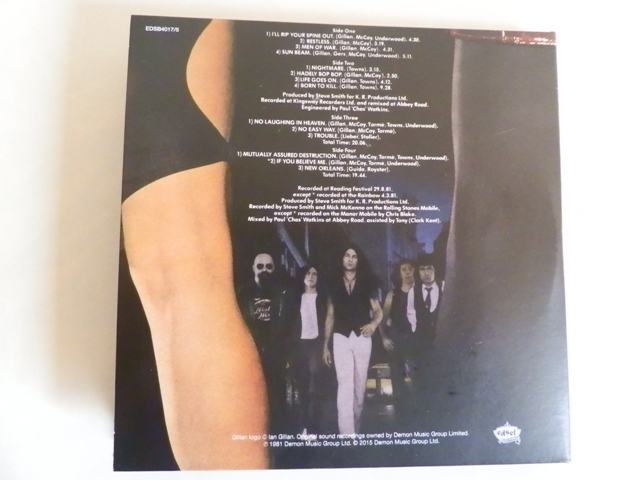 EDSB4017/5
Side One
1) I'LL RIP YOUR SPINE OUT. (Gillan, McCoy, Underwood). 4.30.
2) RESTLESS. (Gillan, McCoy). 3.19.
3) MEN OF WAR. (Gillan, McCoy). 4.31.
4) SUN BEAM. (Gillan, Gers, McCoy, Underwood). 5.11.
Side Two
1) NIGHTMARE. (Towns). 3.15.
2) HADELY BOP BOP. (Gillan, McCoy). 2.50.
3) LIFE GOES ON. (Gillan, Towns). 4.12.
4) BORN TO KILL. (Gillan, Towns). 9.28.
Produced by Steve Smith for K. R. Productions Ltd.
Recorded at Kingsway Recorders Ltd. and remixed at Abbey Road.
Engineered by Paul 'Chas' Watkins.
Side Three
1) NO LAUGHING IN HEAVEN. (Gillan, McCoy, Tormé, Towns, Underwood).
2) NO EASY WAY. (Gillan, McCoy, Tormé).
3) TROUBLE. (Lieber, Stoller).
Total Time: 20.06.
Side Four
1) MUTUALLY ASSURED DESTRUCTION. (Gillan, McCoy, Tormé, Towns, Underwood).
*2) IF YOU BELIEVE ME. (Gillan, McCoy, Tormé, Towns, Underwood).
3) NEW ORLEANS. (Guida, Royster).
Total Time: 19.44.
Recorded at Reading Festival 29.8.81.
except * recorded at the Rainbow 4.3.81.
Produced by Steve Smith for K. R. Productions Ltd.
Recorded by Steve Smith and Mick McKenna on the Rolling Stones Mobile,
except * recorded on the Manor Mobile by Chris Blake.
Mixed by Paul 'Chas' Watkins at Abbey Road, assisted by Tony (Clark Kent).
Gillan logo © Ian Gillan. Original sound recordings owned by Demon Music Group Limited.
℗ 1981 Demon Music Group Ltd. © 2015 Demon Music Group Ltd.
edsel